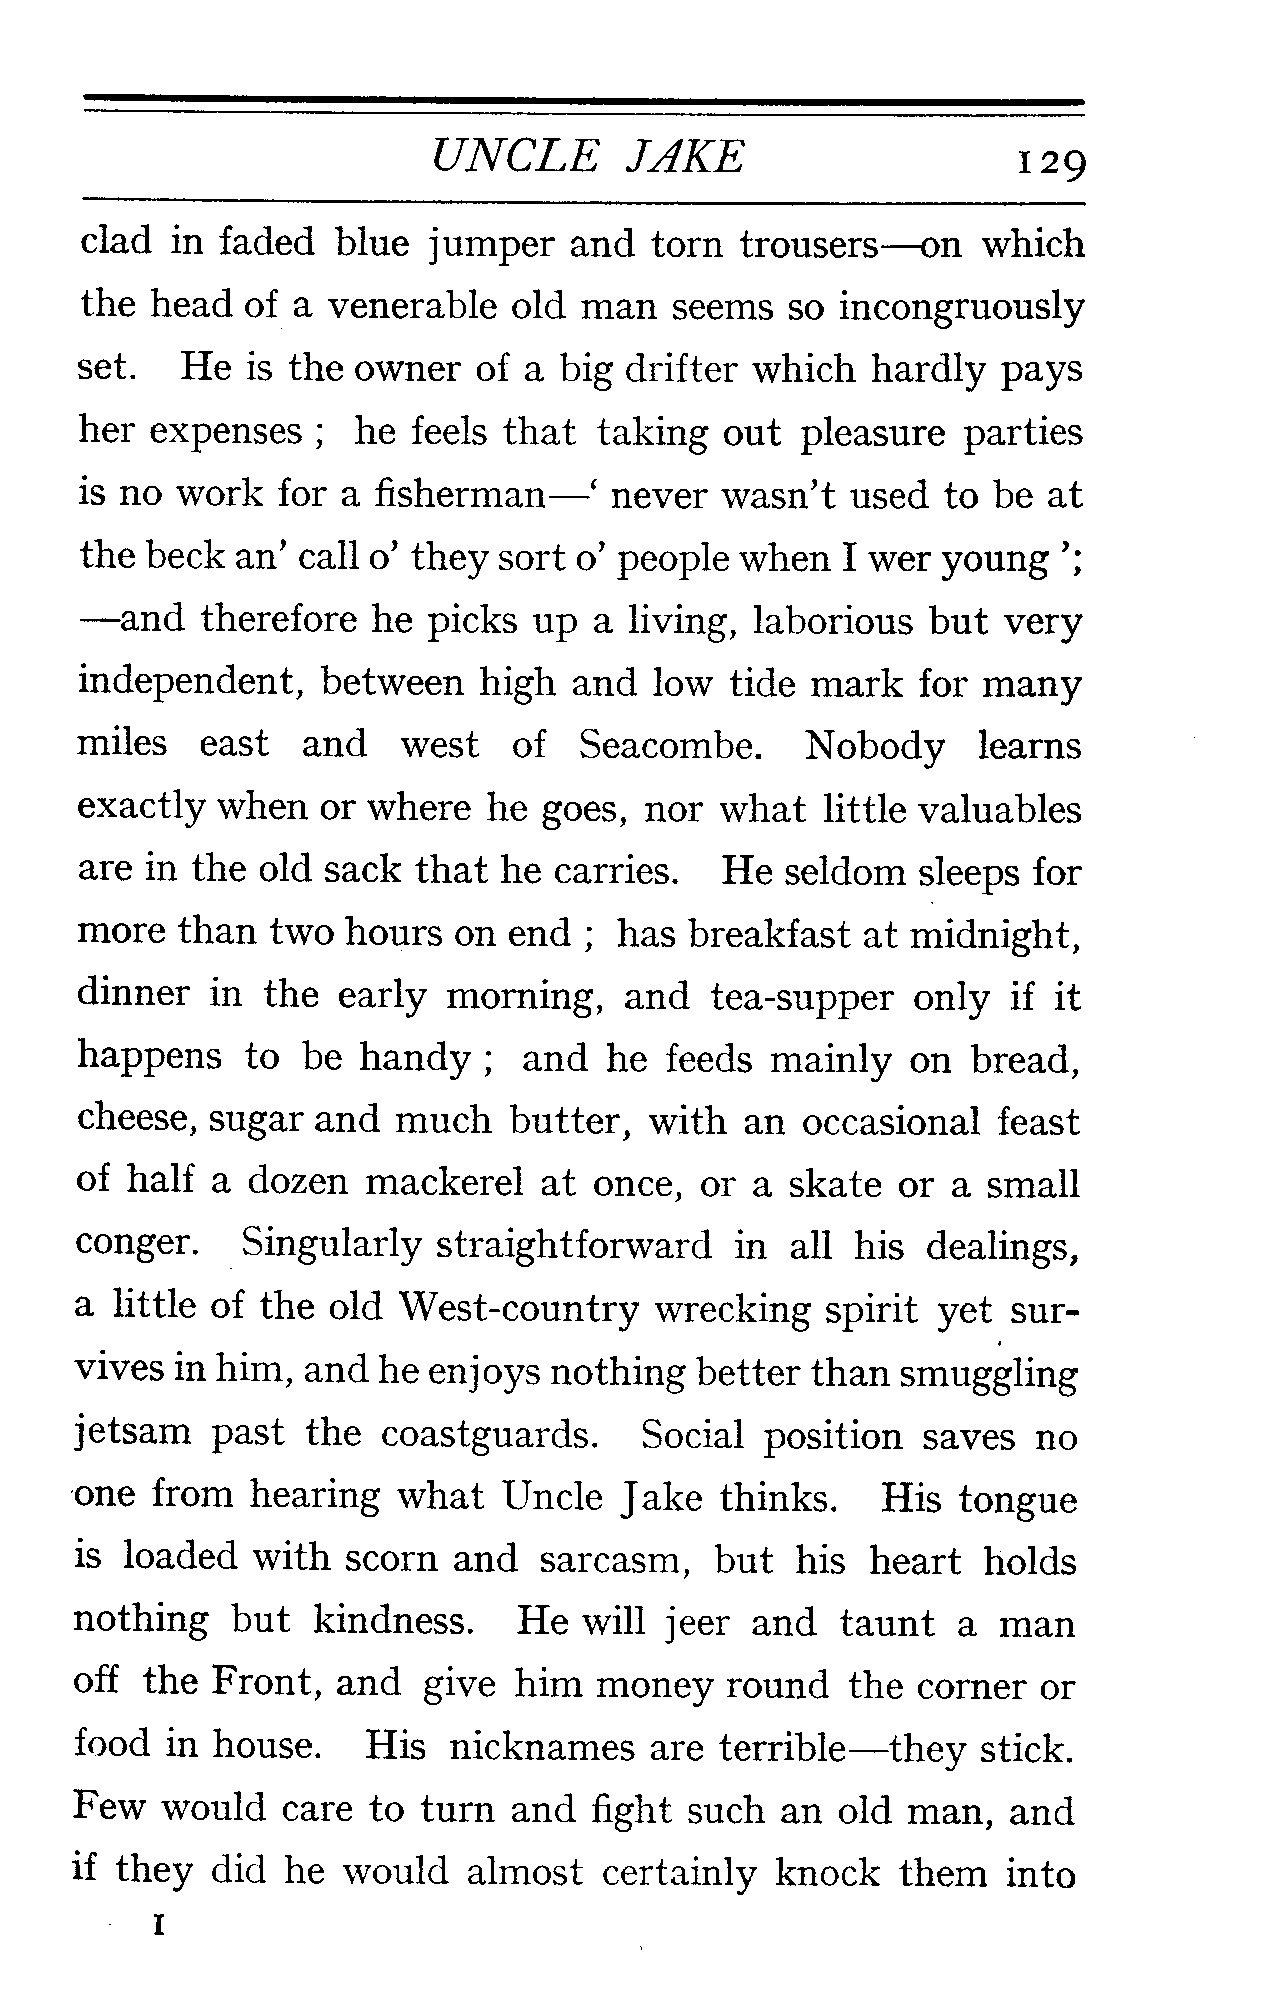 UNCLE JAKE 129
clad in faded blue jumper and torn trousers—on which
the head of a venerable old man seems so incongruously
set. He is the owner of a big drifter which hardly pays
her expenses ; he feels that taking out pleasure parties
is no work for a fisherman—‘ never wasn’t used to be at
the beck an’ call o’ they sort o’ people when I wer young ’;
—and therefore he picks up a living, laborious but very
independent, between high and low tide mark for many
miles east and west of Seacombe. Nobody learns
exactly when or where he goes, nor what little valuables
are in the old sack that he carries. He seldom sleeps for
more than two hours on end ; has breakfast at midnight,
dinner in the early morning, and tea-supper only if it
happens to be handy ; and he feeds mainly on bread,
cheese, sugar and much butter, with an occasional feast
of half a dozen mackerel at once, or a skate or a small
conger. Singularly straightforward in all his dealings,
a little of the old West-country wrecking spirit yet sur-
vives in him, and he enjoys nothing better than smuggling
jetsam past the coastguards. Social position saves no
one from hearing what Uncle Jake thinks. His tongue
is loaded with scorn and sarcasm, but his heart holds
nothing but kindness. He will jeer and taunt a man
off the Front, and give him money round the corner or
food in house. His nicknames are terrible—they stick.
Few would care to turn and fight such an old man, and
if they did he would almost certainly knock them into
I